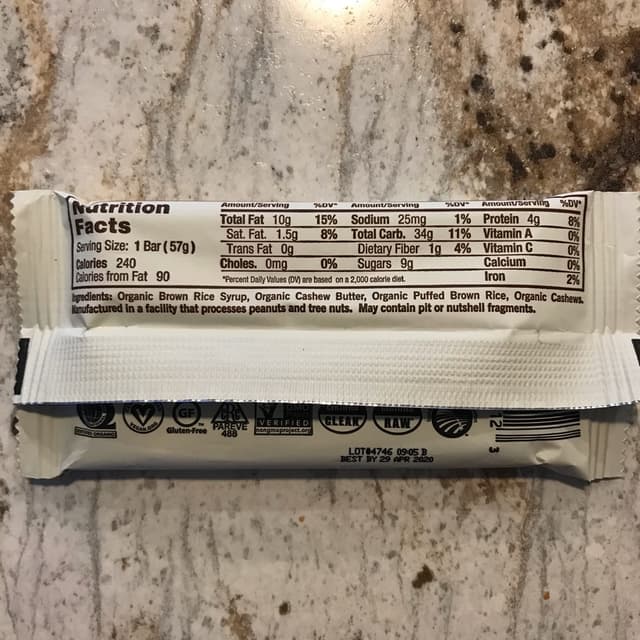 Nutrition
Facts
Serving Size: 1 Bar (57g)
Calories 240
Calories from Fat 90
Amount/Serving %DV* Amount/Serving %DV* Amount/Serving %DV*
Total Fat 10g 15% Sodium 25mg 1% Protein 4g 8%
Sat. Fat. 1.5g 8% Total Carb. 34g 11% Vitamin A 0%
Trans Fat 0g Dietary Fiber 1g 4% Vitamin C 0%
Choles. 0mg 0% Sugars 9g Calcium 0%
Iron 2%
*Percent Daily Values (DV) are based on a 2,000 calorie diet.
Ingredients: Organic Brown Rice Syrup, Organic Cashew Butter, Organic Puffed Brown Rice, Organic Cashews.
Manufactured in a facility that processes peanuts and tree nuts. May contain pit or nutshell fragments.
GF
Gluten-Free
PAREVE
488
VERIFIED
nongmoproject.org
CLEAN
RAW
12 3
LOT#4746 09:05 B
BEST BY 29 APR 2020